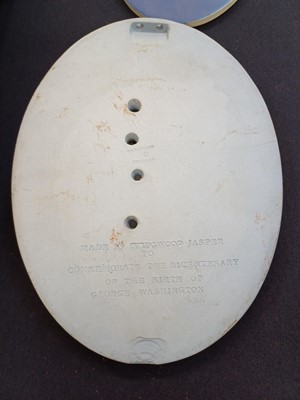 MADE IN WEDGWOOD JASPER
TO
COMMEMORATE THE BICENTENARY
OF THE BIRTH OF
GEORGE WASHINGTON